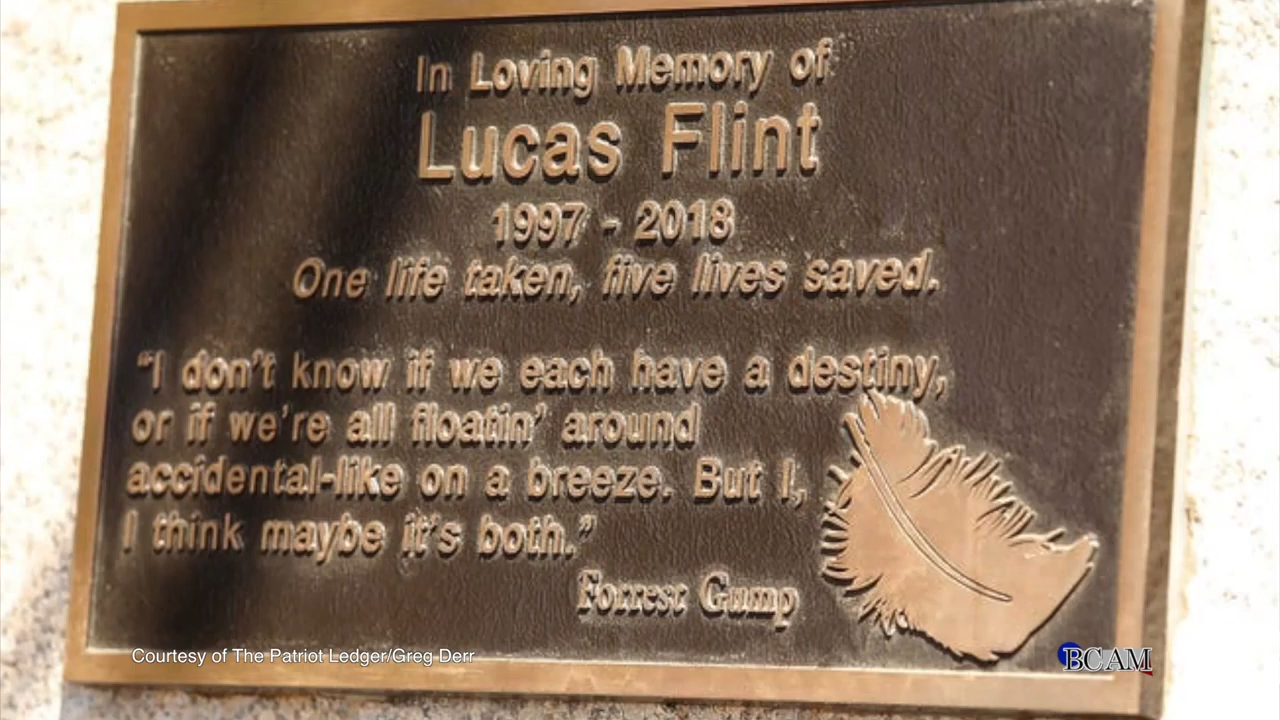 In Loving Memory of
Lucas Flint
1997 - 2018
One life taken, five lives saved.
“I don’t know if we each have a destiny,
or if we’re all floatin’ around
accidental-like on a breeze. But I,
I think maybe it’s both.”
Forrest Gump
Courtesy of The Patriot Ledger/Greg Derr
BCAM